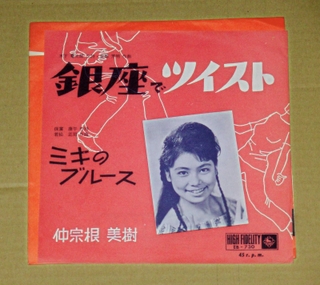 銀座で ツイスト
ミキの
ブルース
仲宗根 美樹
HIGH FIDELITY
45 r.p.m.